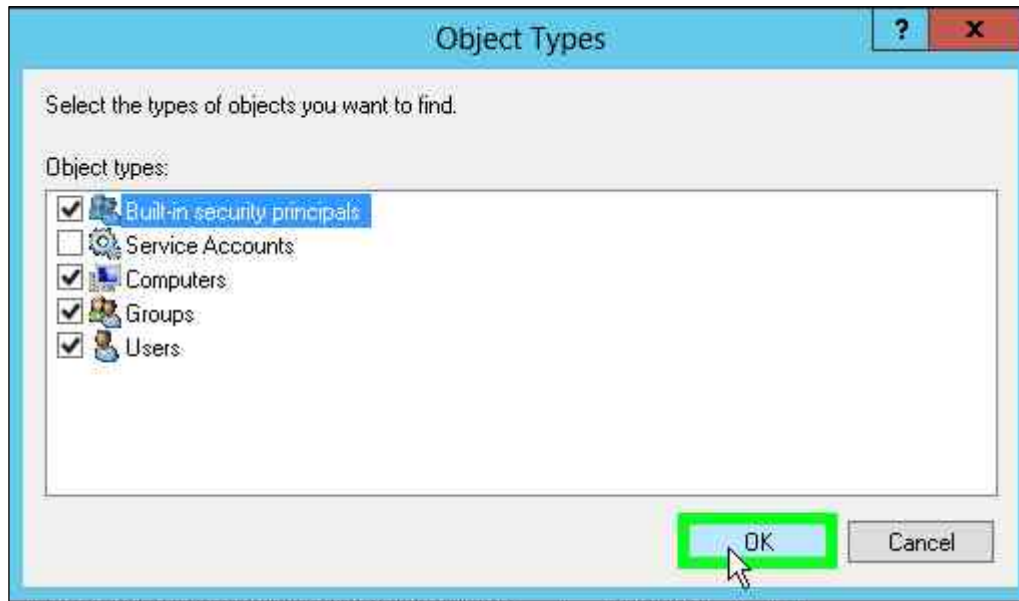 Object Types
?
x
Select the types of objects you want to find.
Object types:
Built-in security principals
Service Accounts
Computers
Groups
Users
OK
Cancel